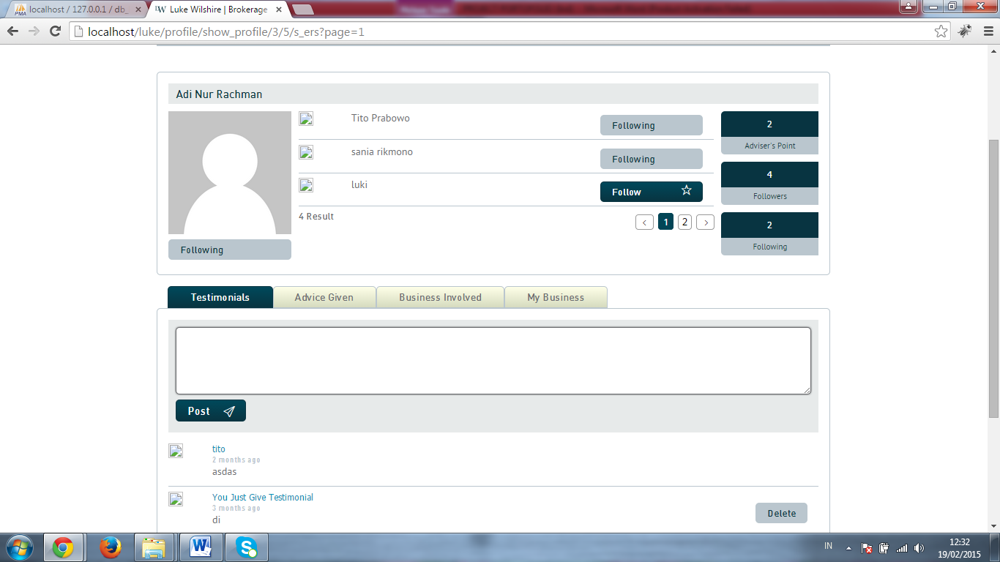 localhost / 127.0.0.1 / db_
Luke Wilshire | Brokerage
localhost/luke/profile/show_profile/3/5/s_ers?page=1
Adi Nur Rachman
Tito Prabowo
Following
sania rikmono
Following
luki
Follow
4 Result
< 1 2 >
Following
2
Adviser's Point
4
Followers
2
Following
Testimonials
Advice Given
Business Involved
My Business
Post
tito
2 months ago
asdas
You Just Give Testimonial
3 months ago
di
Delete
IN
12:32
19/02/2015